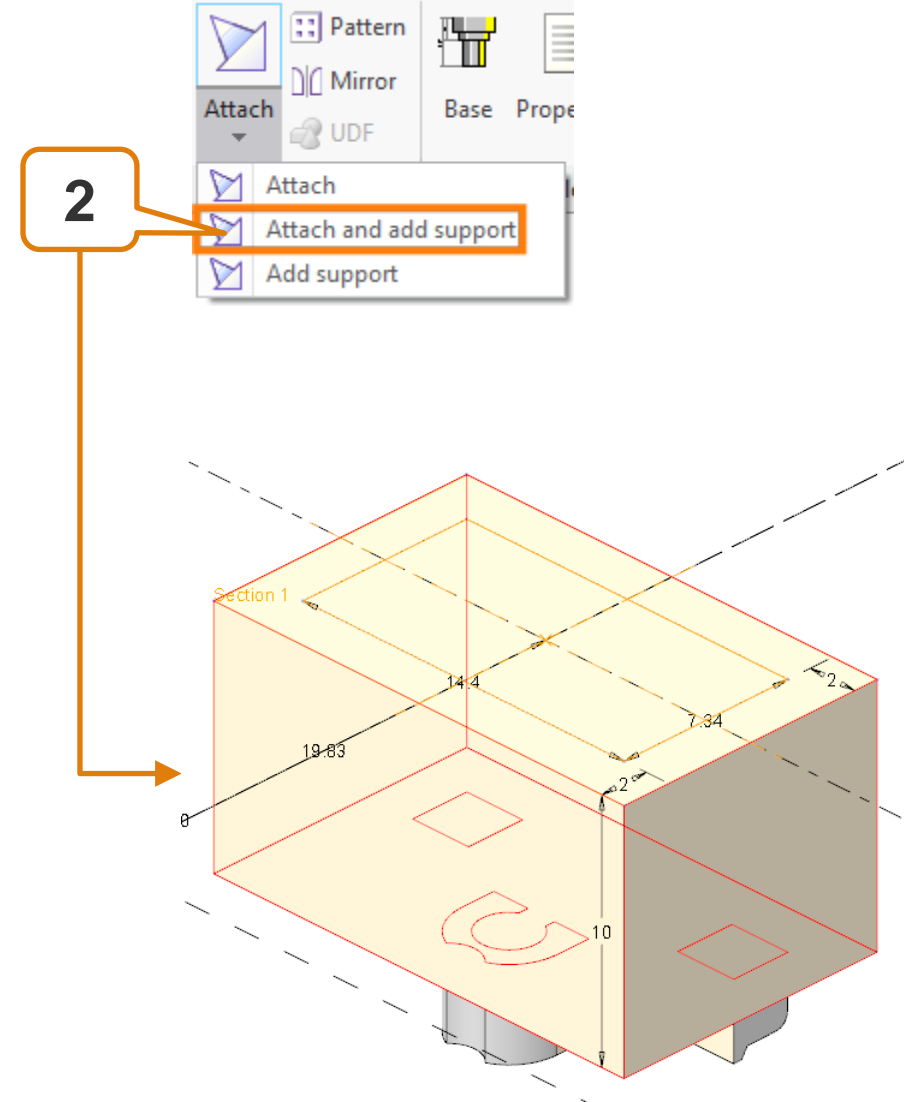 Pattern
Mirror
UDF
Attach
Base
Attach
Attach and add support
Add support
2
Section 1
14.4
2
7.34
19.83
2
0
10